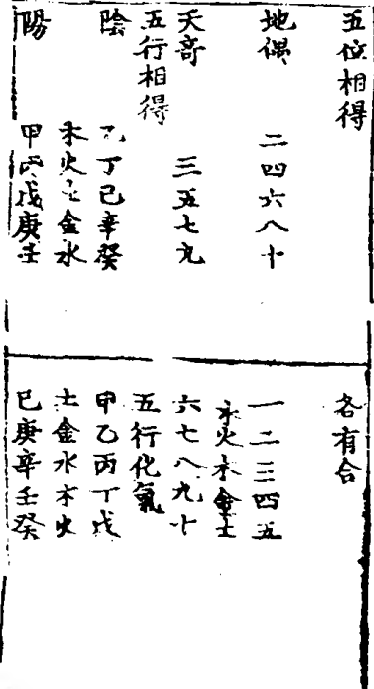 五位相得
地偶 二四六八十
天奇 三五七九
五行相得
陰 乙丁己辛癸
木火土金水
陽 甲丙戊庚壬
各有合
一二三四五
水火木金土
六七八九十
五行化氣
甲乙丙丁戊
土金水木火
己庚辛壬癸